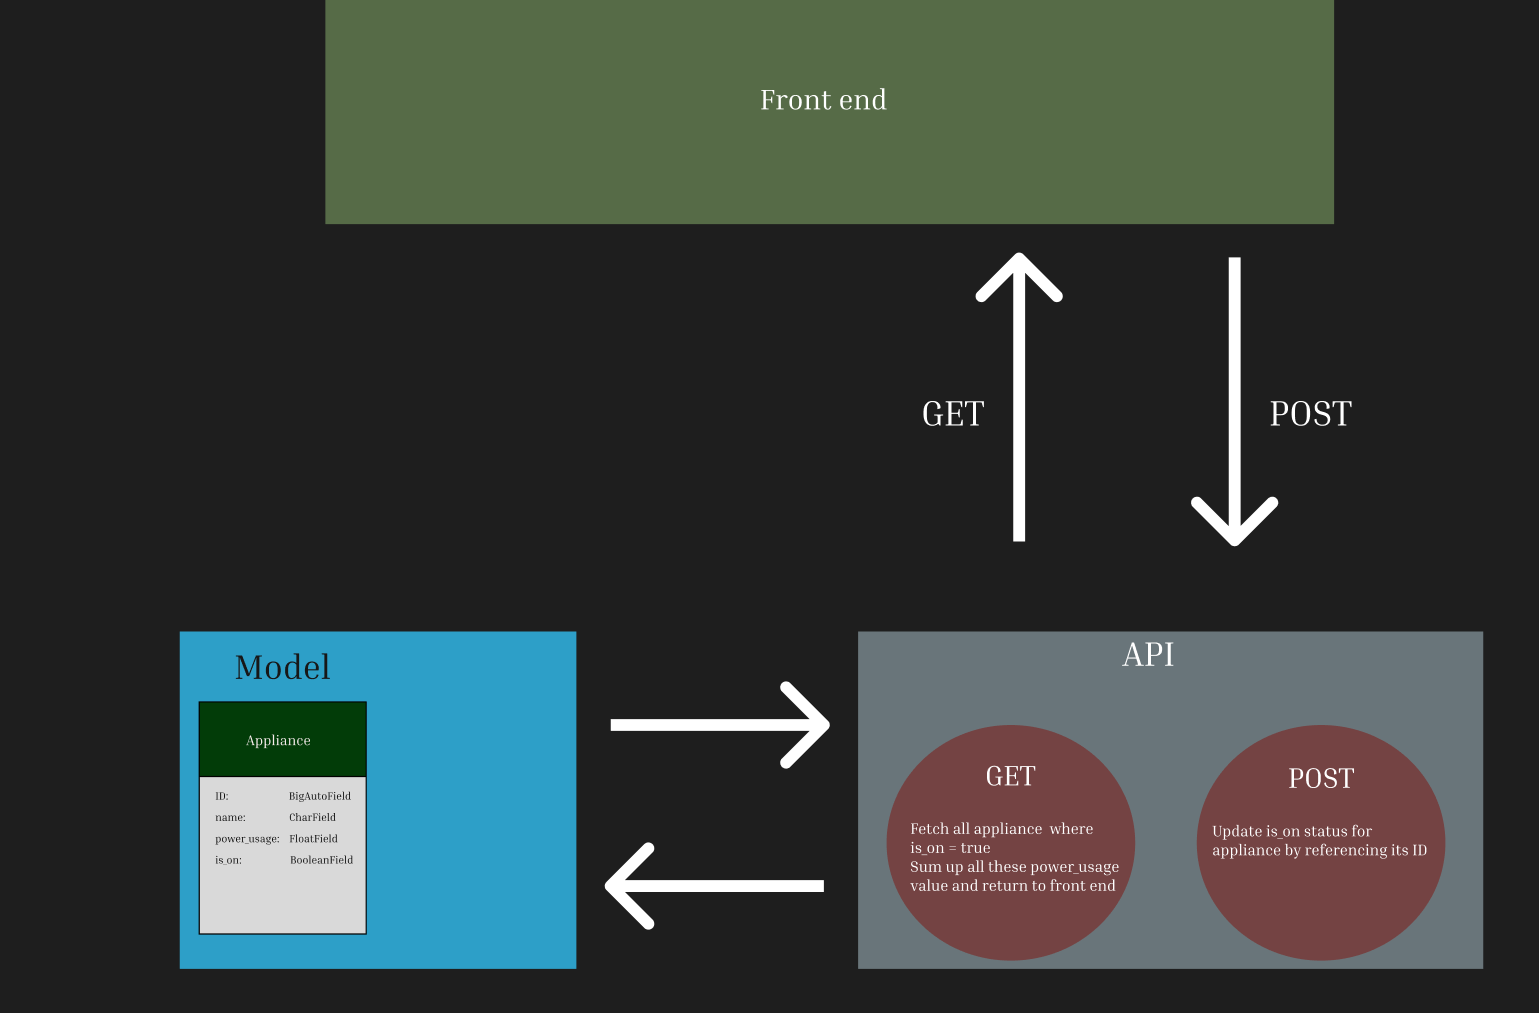 Front end
GET
POST
Model
Appliance
ID: BigAutoField
name: CharField
power_usage: FloatField
is_on: BooleanField
API
GET
Fetch all appliance  where
is_on = true
Sum up all these power_usage
value and return to front end
POST
Update is_on status for
appliance by referencing its ID